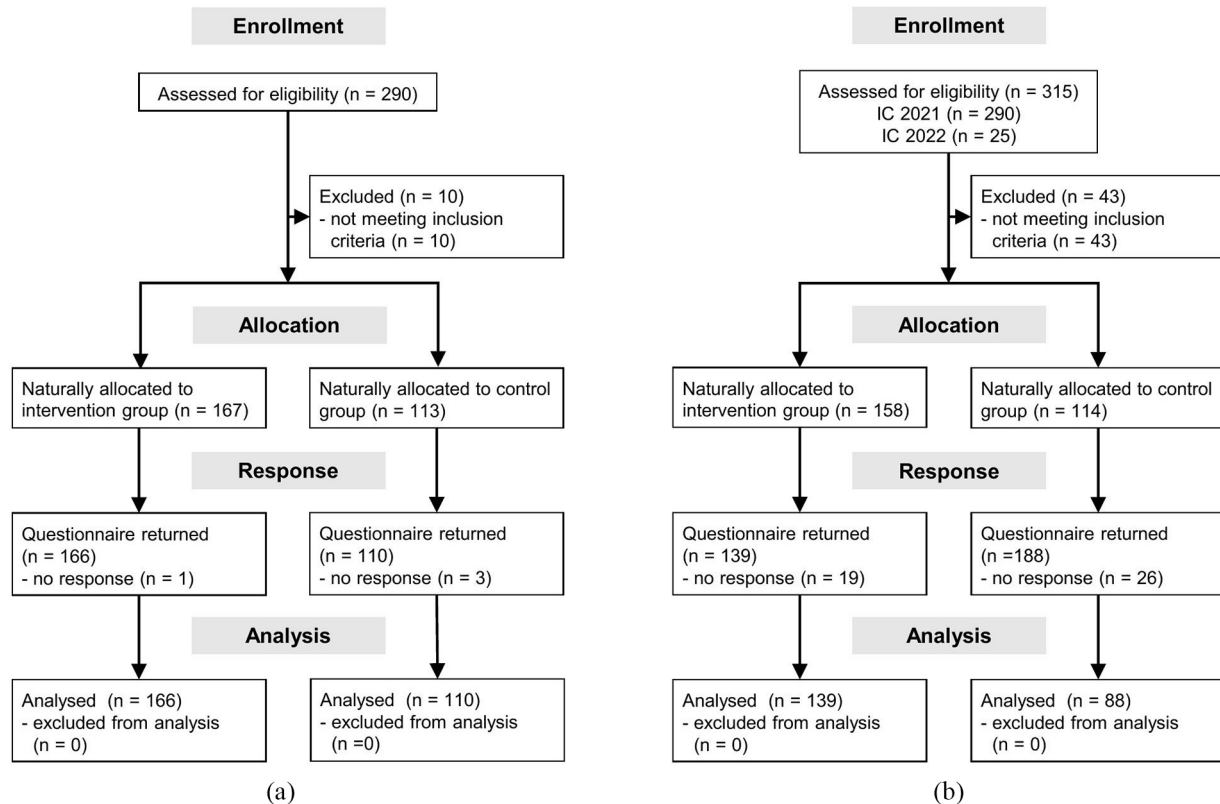 Enrollment
Assessed for eligibility (n = 290)
Excluded (n = 10)
- not meeting inclusion
criteria (n = 10)
Allocation
Naturally allocated to
intervention group (n = 167)
Naturally allocated to control
group (n = 113)
Response
Questionnaire returned
(n = 166)
- no response (n = 1)
Questionnaire returned
(n = 110)
- no response (n = 3)
Analysis
Analysed (n = 166)
- excluded from analysis
(n = 0)
Analysed (n = 110)
- excluded from analysis
(n =0)
(a)
Enrollment
Assessed for eligibility (n = 315)
IC 2021 (n = 290)
IC 2022 (n = 25)
Excluded (n = 43)
- not meeting inclusion
criteria (n = 43)
Allocation
Naturally allocated to
intervention group (n = 158)
Naturally allocated to control
group (n = 114)
Response
Questionnaire returned
(n = 139)
- no response (n = 19)
Questionnaire returned
(n =188)
- no response (n = 26)
Analysis
Analysed (n = 139)
- excluded from analysis
(n = 0)
Analysed (n = 88)
- excluded from analysis
(n = 0)
(b)